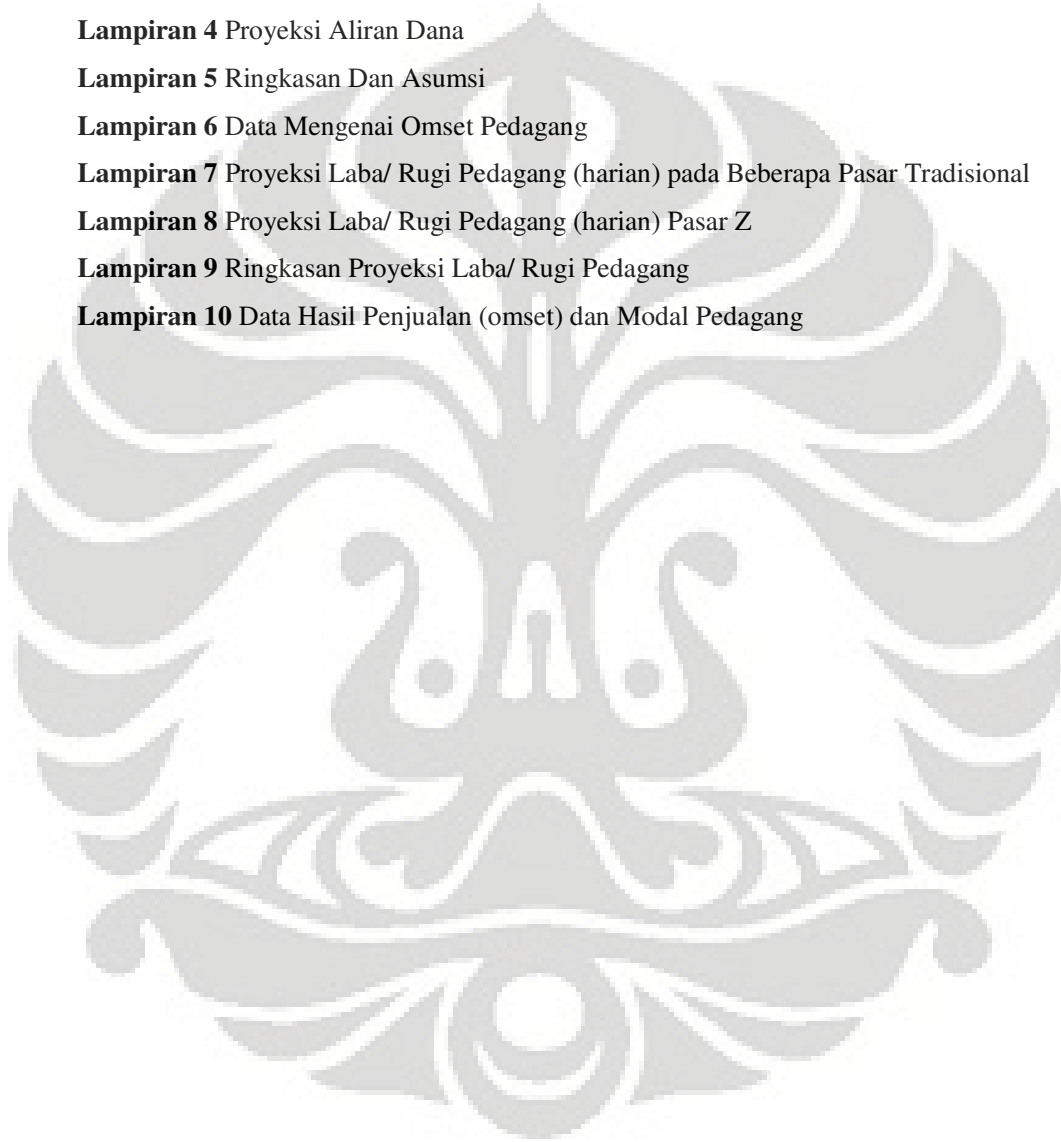 Lampiran 4 Proyeksi Aliran Dana
Lampiran 5 Ringkasan Dan Asumsi
Lampiran 6 Data Mengenai Omset Pedagang
Lampiran 7 Proyeksi Laba/ Rugi Pedagang (harian) pada Beberapa Pasar Tradisional
Lampiran 8 Proyeksi Laba/ Rugi Pedagang (harian) Pasar Z
Lampiran 9 Ringkasan Proyeksi Laba/ Rugi Pedagang
Lampiran 10 Data Hasil Penjualan (omset) dan Modal Pedagang